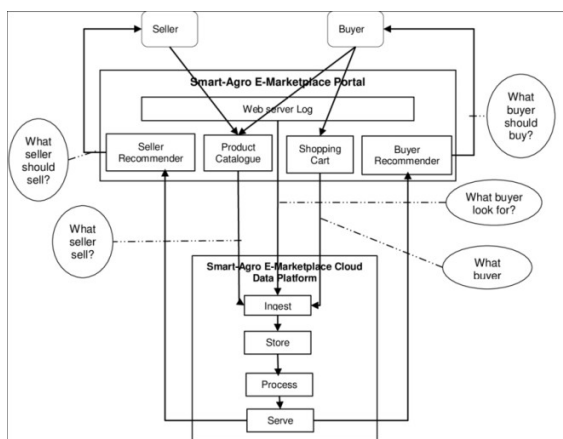 Seller
Buyer
Smart-Agro E-Marketplace Portal
Web server Log
Seller
Recommender
Product
Catalogue
Shopping
Cart
Buyer
Recommender
What
buyer
should
buy?
What
seller
should
sell?
What buyer
look for?
What
seller
sell?
What
buyer
Smart-Agro E-Marketplace Cloud
Data Platform
Ingest
Store
Process
Serve